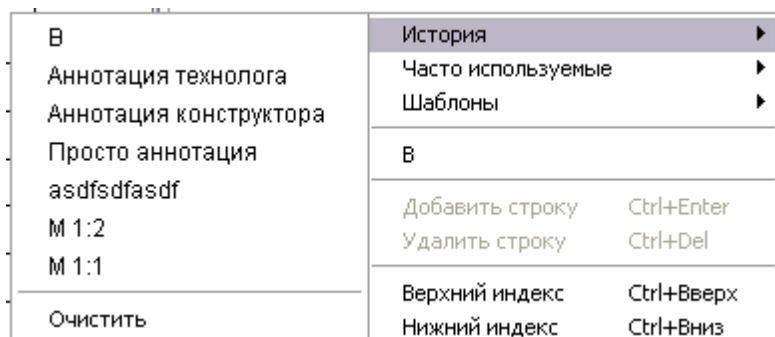 В
Аннотация технолога
Аннотация конструктора
Просто аннотация
asdfsdfasdf
М 1:2
М 1:1
Очистить
История
Часто используемые
Шаблоны
В
Добавить строку Ctrl+Enter
Удалить строку Ctrl+Del
Верхний индекс Ctrl+Вверх
Нижний индекс Ctrl+Вниз